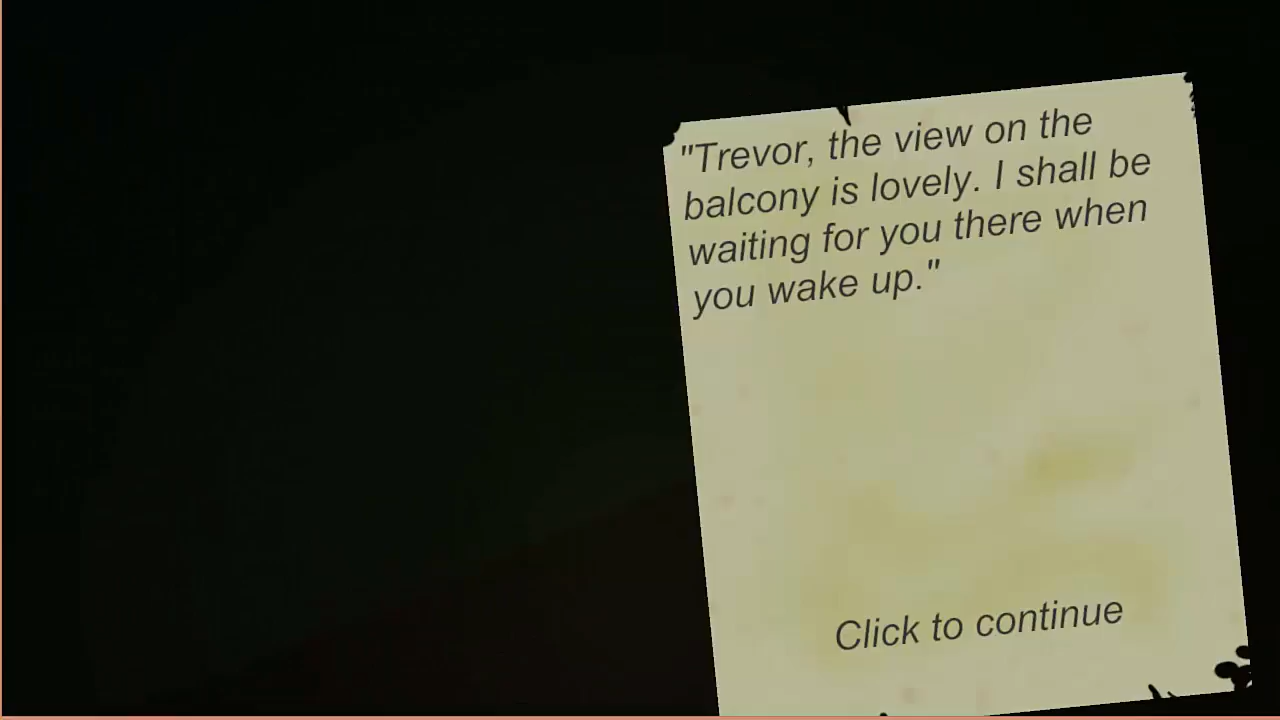 "Trevor, the view on the
balcony is lovely. I shall be
waiting for you there when
you wake up."
Click to continue